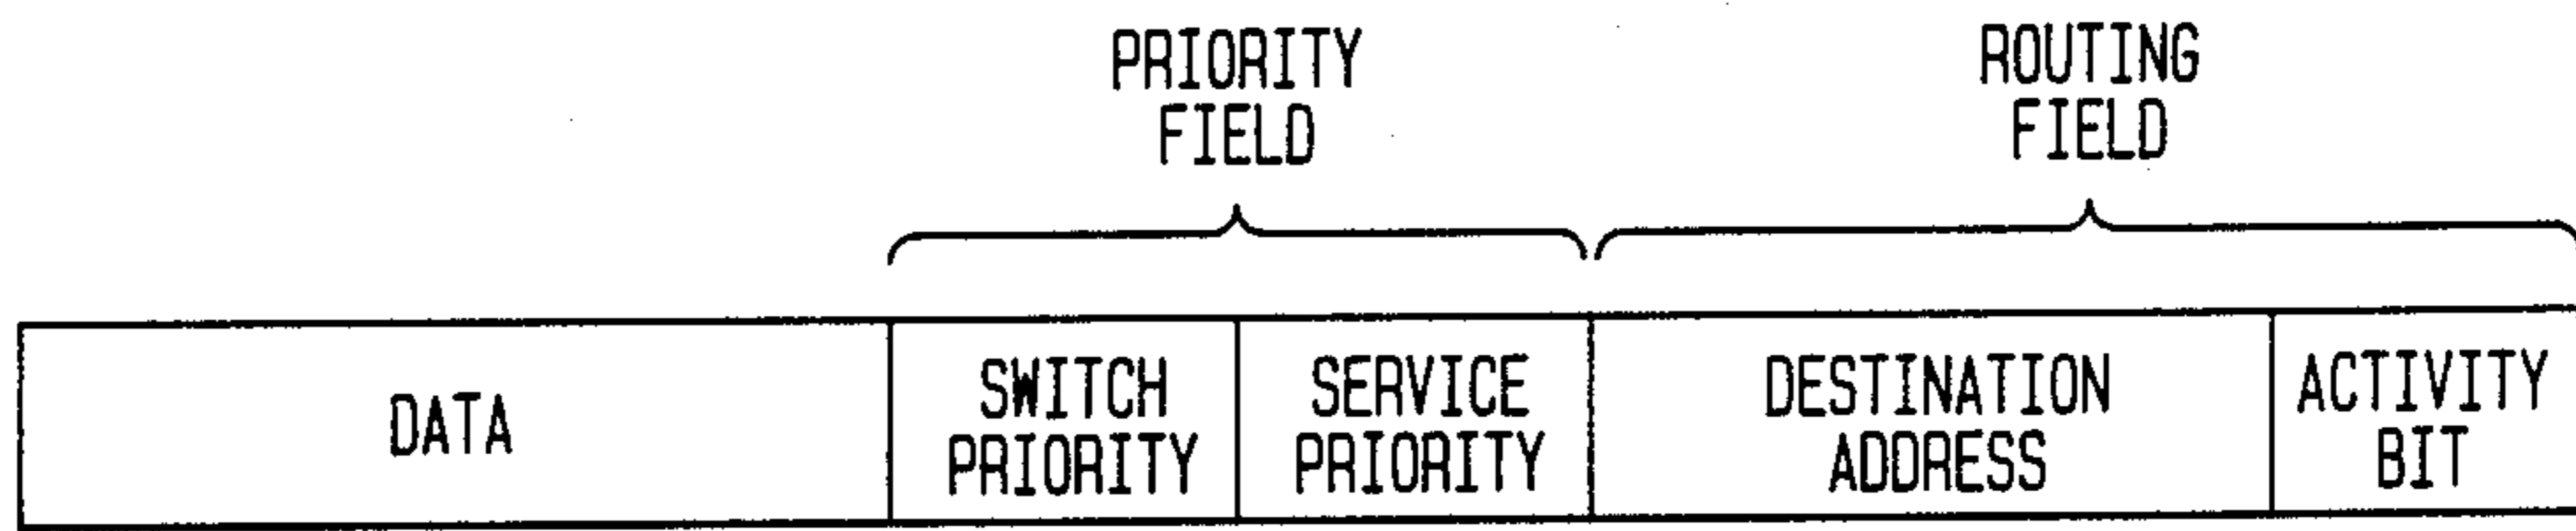 PRIORITY
FIELD
ROUTING
FIELD
DATA
SWITCH
PRIORITY
SERVICE
PRIORITY
DESTINATION
ADDRESS
ACTIVITY
BIT